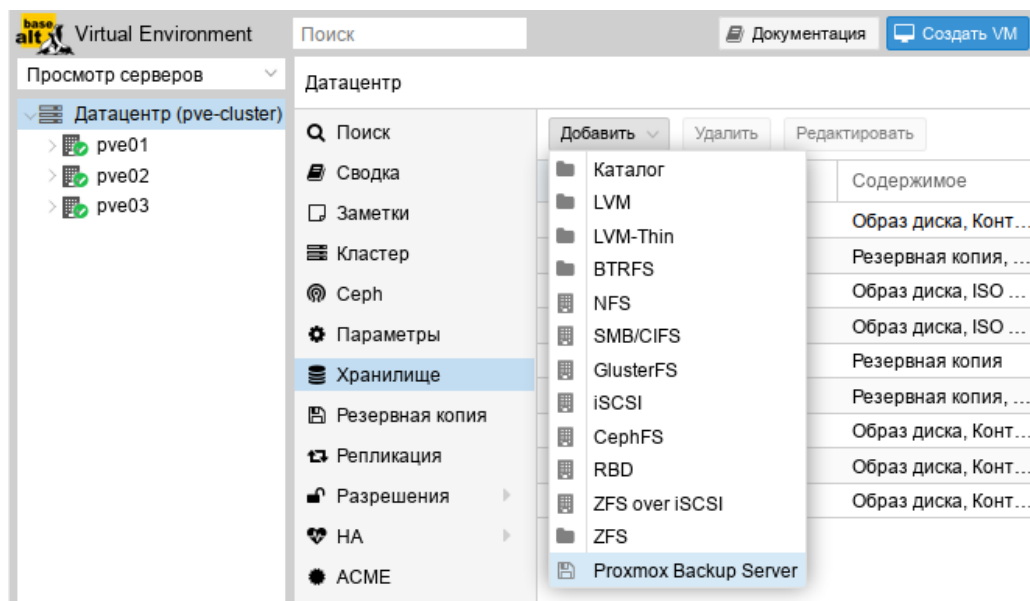 base
alt Virtual Environment
Поиск
Документация
Создать VM
Просмотр серверов
Датацентр (pve-cluster)
pve01
pve02
pve03
Датацентр
Поиск
Сводка
Заметки
Кластер
Ceph
Параметры
Хранилище
Резервная копия
Репликация
Разрешения
HA
ACME
Добавить
Удалить
Редактировать
Каталог
LVM
LVM-Thin
BTRFS
NFS
SMB/CIFS
GlusterFS
iSCSI
CephFS
RBD
ZFS over iSCSI
ZFS
Proxmox Backup Server
Содержимое
Образ диска, Конт...
Резервная копия, ...
Образ диска, ISO ...
Образ диска, ISO ...
Резервная копия
Резервная копия, ...
Образ диска, Конт...
Образ диска, Конт...
Образ диска, Конт...